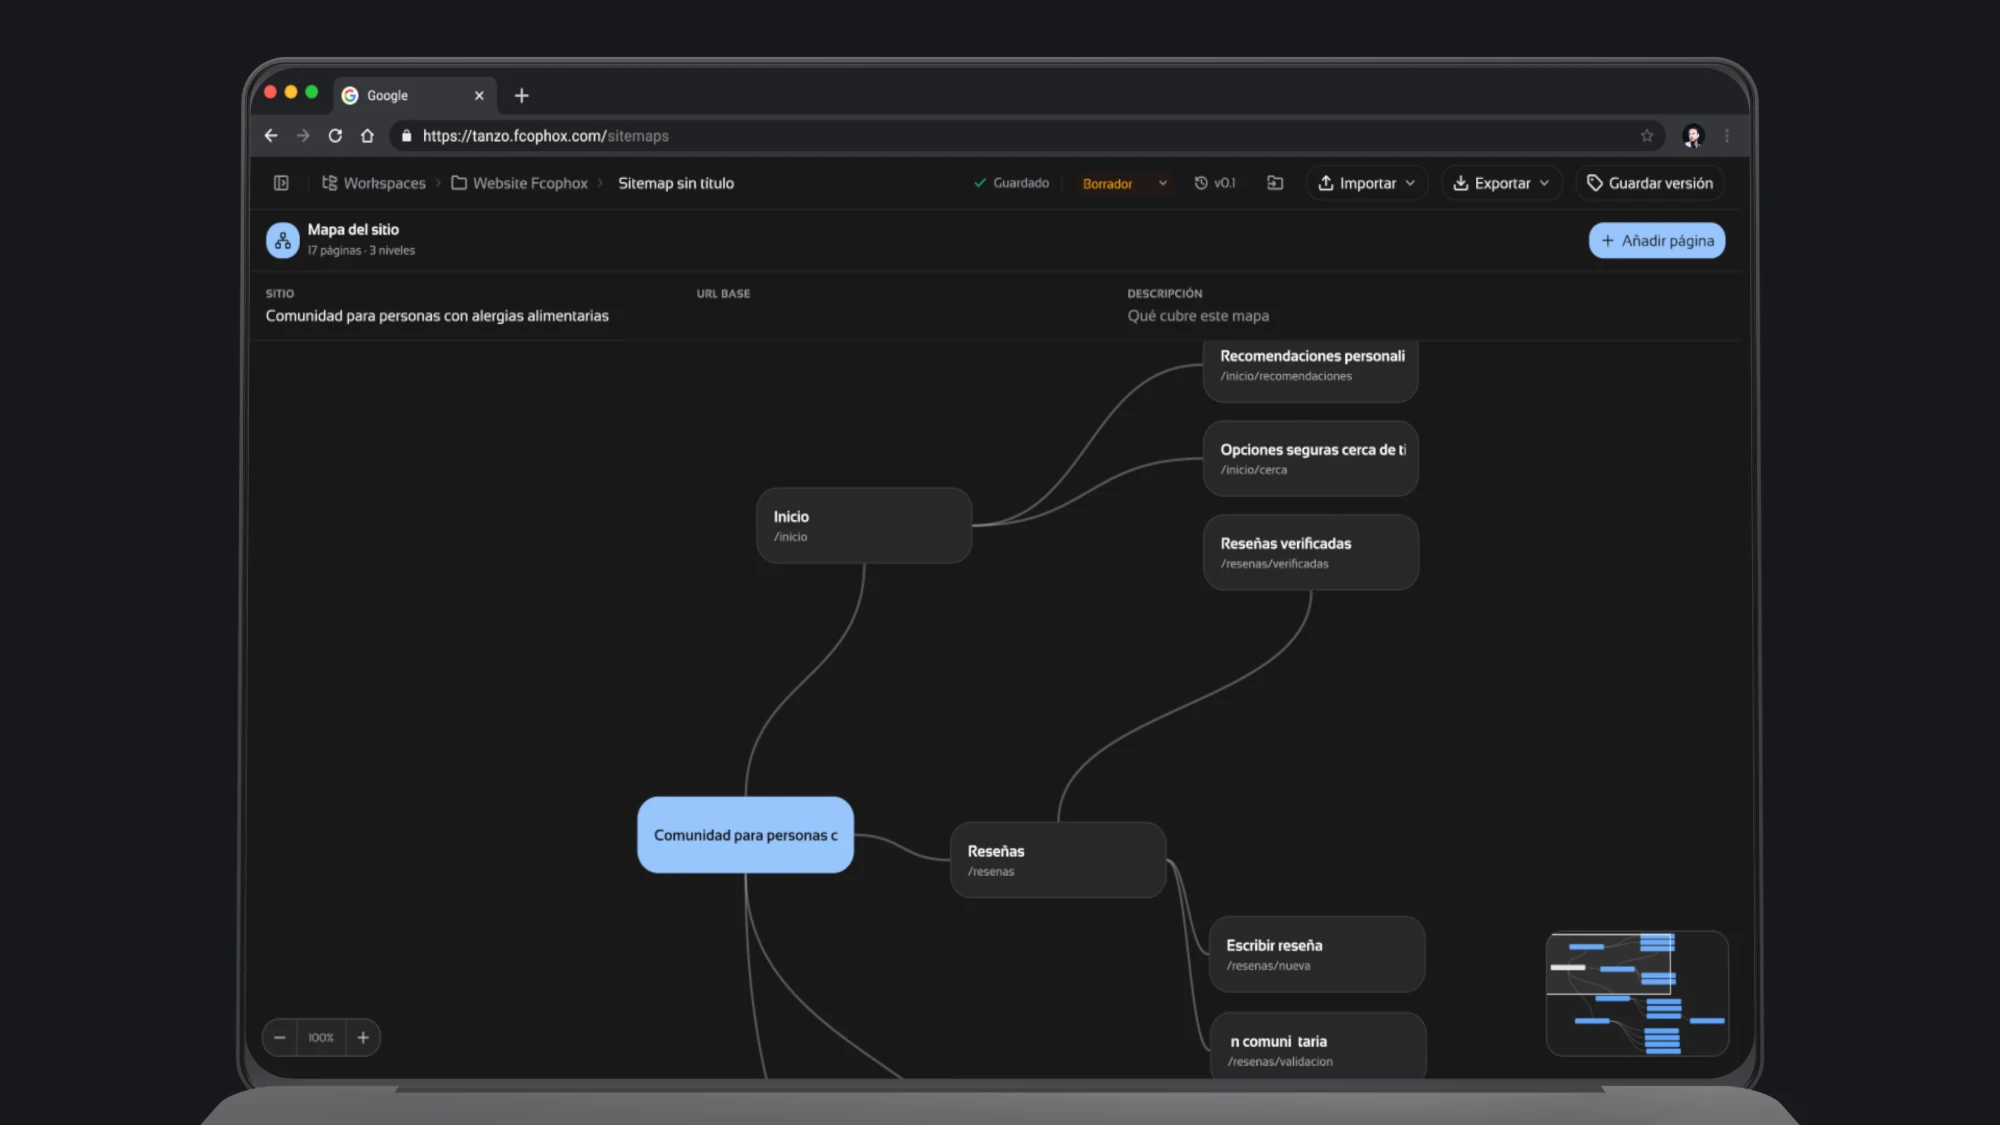 Google
https://tanzo.fcophox.com/sitemaps
Workspaces
Website Fcophox
Sitemap sin título
Guardado
Borrador
v0.1
Importar
Exportar
Guardar versión
Mapa del sitio
17 páginas · 3 niveles
+ Añadir página
SITIO
Comunidad para personas con alergias alimentarias
URL BASE
DESCRIPCIÓN
Qué cubre este mapa
Recomendaciones personali
/inicio/recomendaciones
Opciones seguras cerca de ti
/inicio/cerca
Inicio
/inicio
Reseñas verificadas
/resenas/verificadas
Comunidad para personas c
Reseñas
/resenas
Escribir reseña
/resenas/nueva
n comuni taria
/resenas/validacion
100%